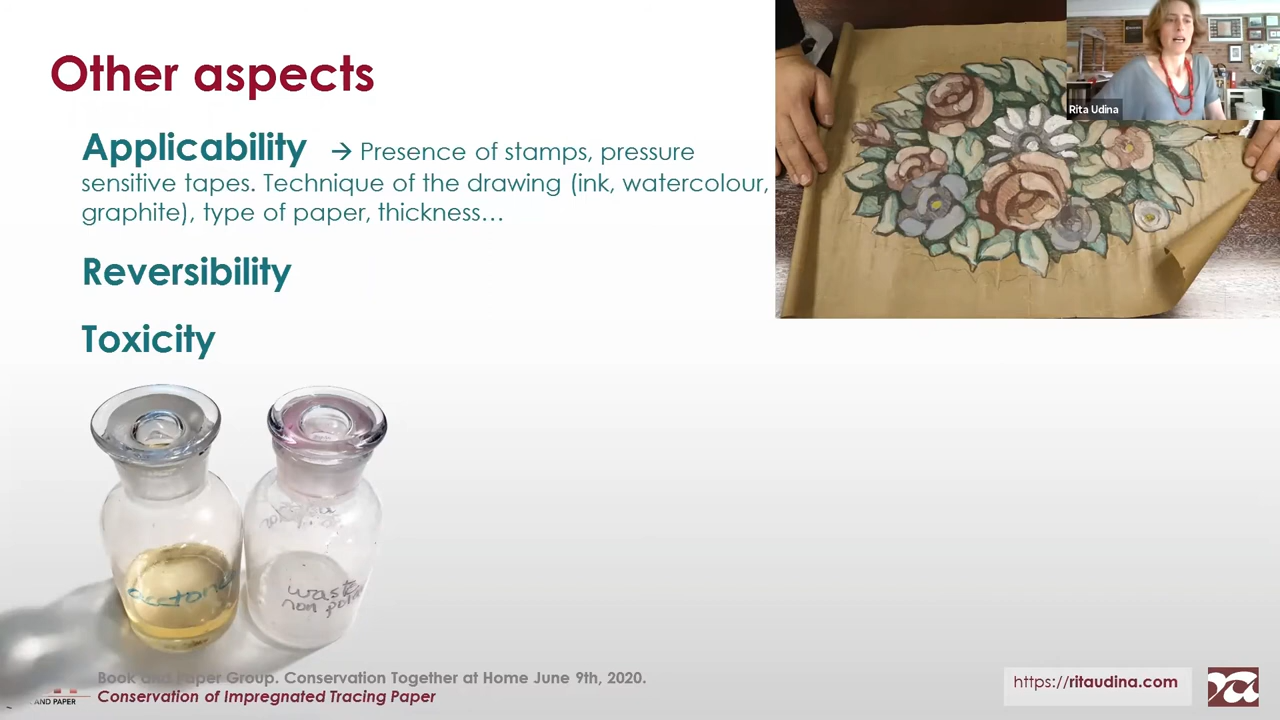 Other aspects
Rita Udina
Applicability → Presence of stamps, pressure
sensitive tapes. Technique of the drawing (ink, watercolour,
graphite), type of paper, thickness…
Reversibility
Toxicity
acetone
waste
non
Book and Paper Group. Conservation Together at Home June 9th, 2020.
AND PAPER
Conservation of Impregnated Tracing Paper
https://ritaudina.com